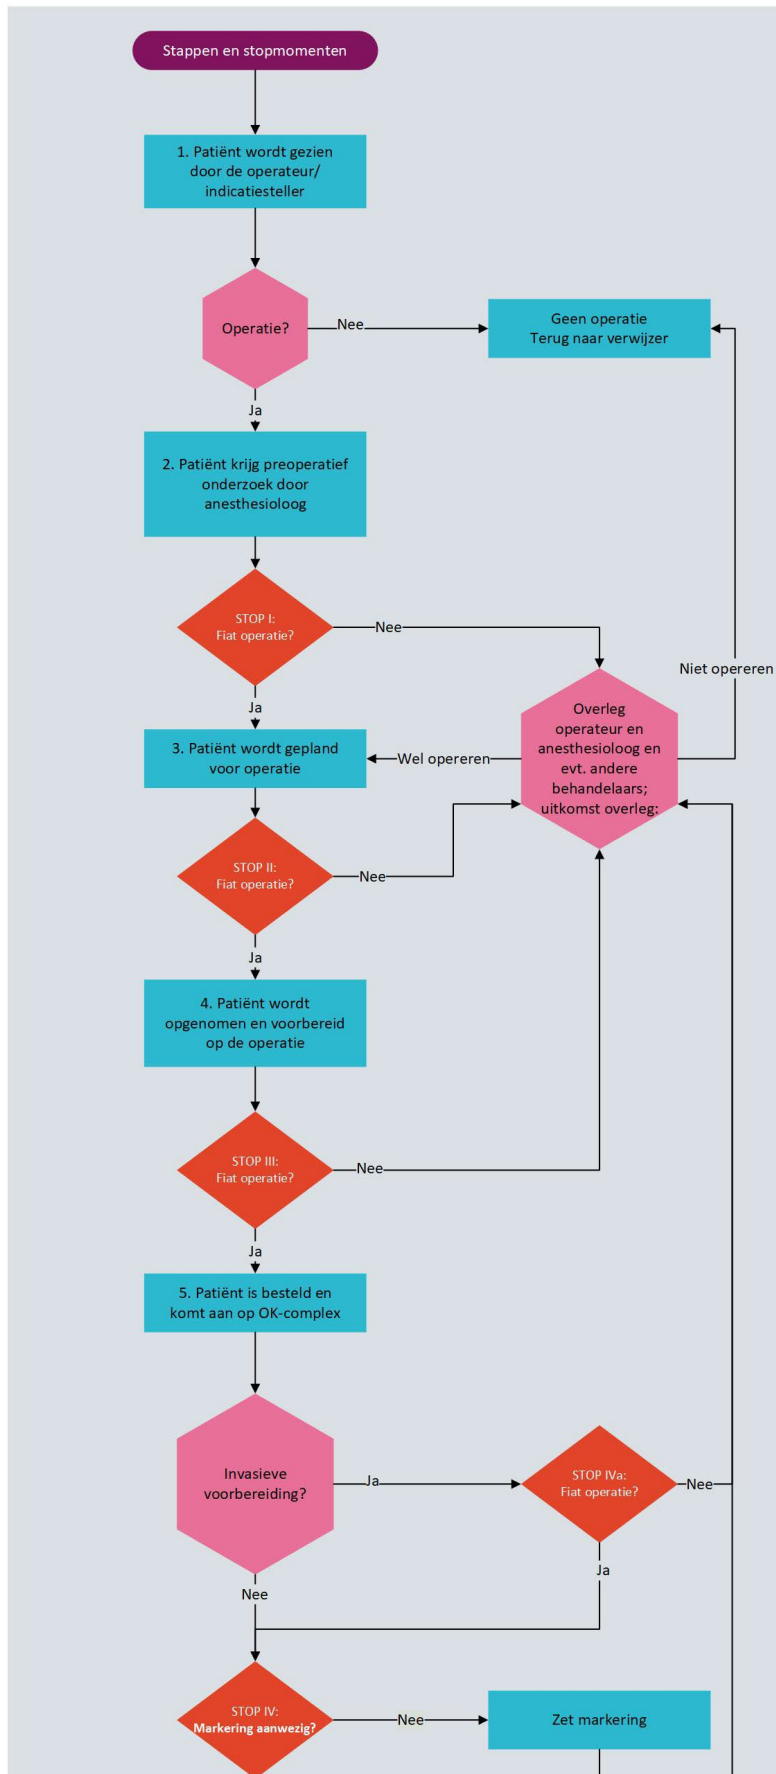 Stappen en stopmomenten
1. Patiënt wordt gezien
door de operateur/
indicatiesteller
Operatie?
Nee
Geen operatie
Terug naar verwijzer
Ja
2. Patiënt krijg preoperatief
onderzoek door
anesthesioloog
STOP I:
Fiat operatie?
Nee
Niet opereren
Ja
Overleg
operateur en
anesthesioloog en
evt. andere
behandelaars;
uitkomst overleg:
3. Patiënt wordt gepland
voor operatie
Wel opereren
STOP II:
Fiat operatie?
Nee
Ja
4. Patiënt wordt
opgenomen en voorbereid
op de operatie
STOP III:
Fiat operatie?
Nee
Ja
5. Patiënt is besteld en
komt aan op OK-complex
Invasieve
voorbereiding?
Ja
STOP IVa:
Fiat operatie?
Nee
Ja
Nee
STOP IV:
Markering aanwezig?
Nee
Zet markering